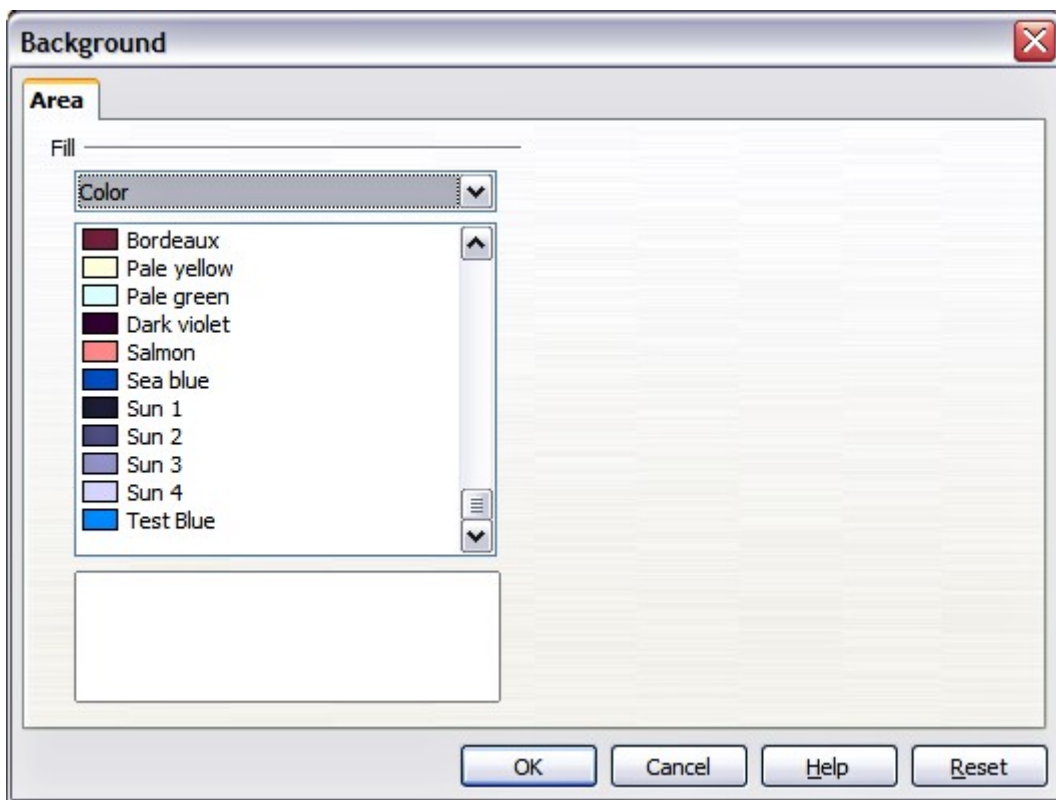 Background
Area
Fill
Color
Bordeaux
Pale yellow
Pale green
Dark violet
Salmon
Sea blue
Sun 1
Sun 2
Sun 3
Sun 4
Test Blue
OK Cancel Help Reset